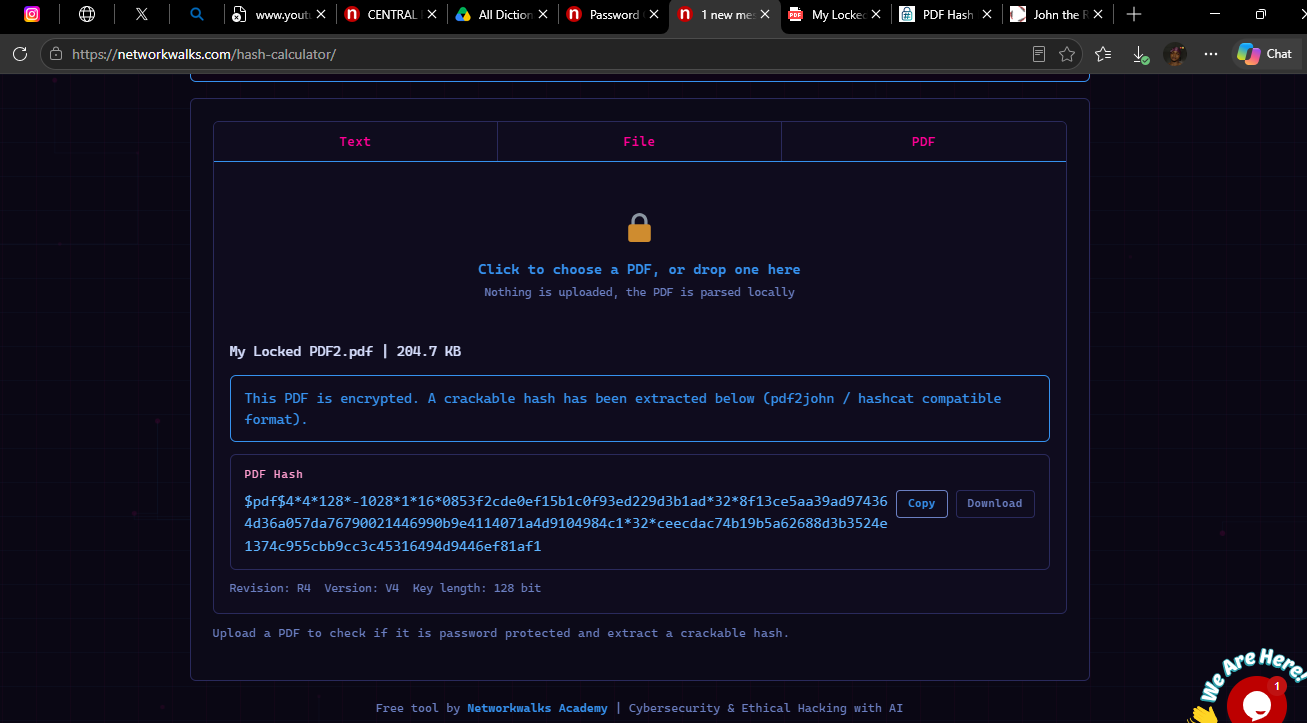 www.yout
CENTRAL
All Diction
Password
1 new mes
My Locked
PDF Hash
John the R
https://networkwalks.com/hash-calculator/
Chat
Text
File
PDF
Click to choose a PDF, or drop one here
Nothing is uploaded, the PDF is parsed locally
My Locked PDF2.pdf | 204.7 KB
This PDF is encrypted. A crackable hash has been extracted below (pdf2john / hashcat compatible
format).
PDF Hash
$pdf$4*4*128*-1028*1*16*0853f2cde0ef15b1c0f93ed229d3b1ad*32*8f13ce5aa39ad97436
4d36a057da76790021446990b9e4114071a4d9104984c1*32*ceecdac74b19b5a62688d3b3524e
1374c955cbb9cc3c45316494d9446ef81af1
Copy
Download
Revision: R4 Version: V4 Key length: 128 bit
Upload a PDF to check if it is password protected and extract a crackable hash.
We Are Here!
1
Free tool by Networkwalks Academy | Cybersecurity & Ethical Hacking with AI